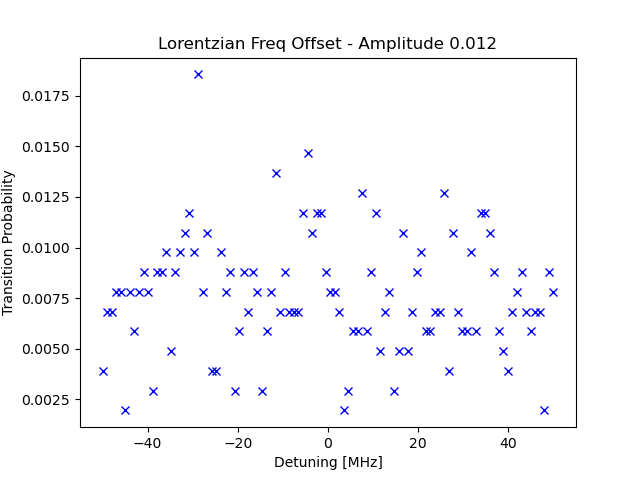 Lorentzian Freq Offset - Amplitude 0.012
Transition Probability
0.0175
0.0150
0.0125
0.0100
0.0075
0.0050
0.0025
−40 −20 0 20 40
Detuning [MHz]